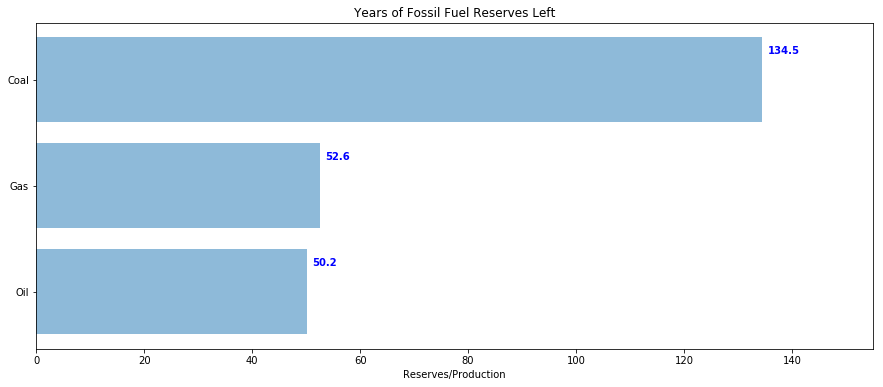 Years of Fossil Fuel Reserves Left
Coal
134.5
Gas
52.6
Oil
50.2
0 20 40 60 80 100 120 140
Reserves/Production